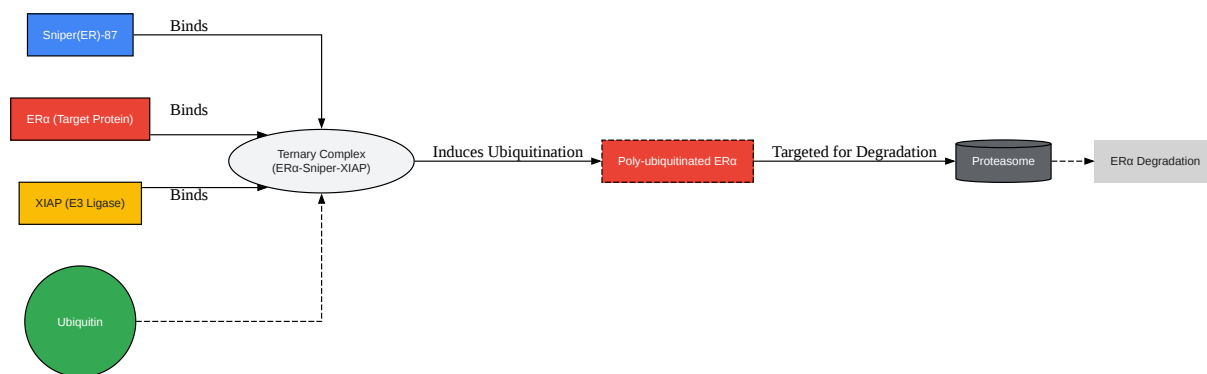 Sniper(ER)-87
Binds
ERα (Target Protein)
Binds
XIAP (E3 Ligase)
Binds
Ubiquitin
Ternary Complex
(ERα-Sniper-XIAP)
Induces Ubiquitination
Poly-ubiquitinated ERα
Targeted for Degradation
Proteasome
ERα Degradation